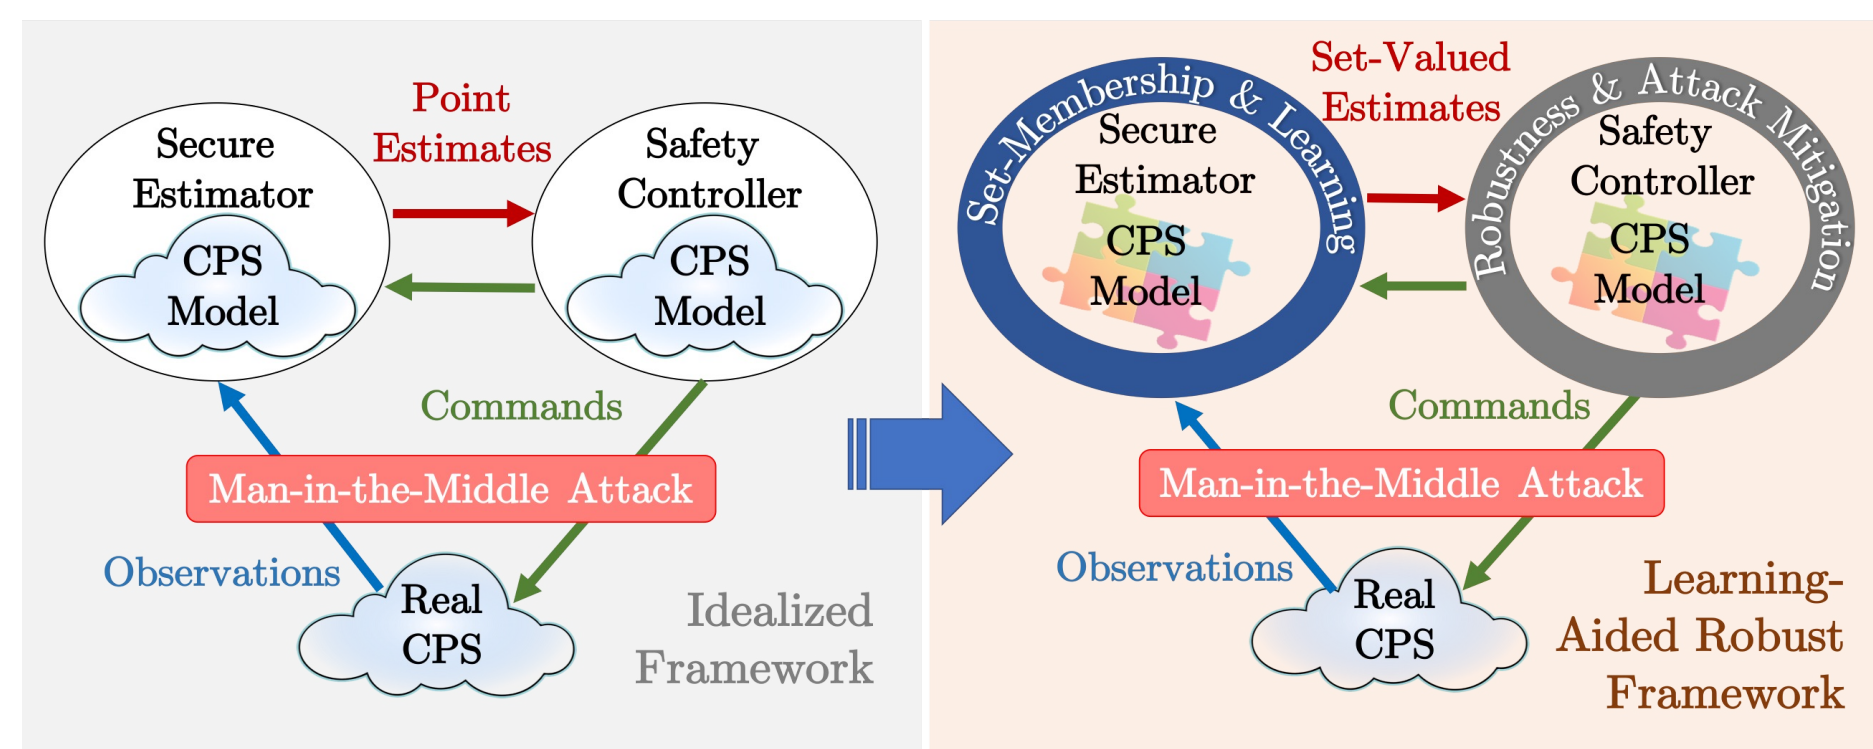 Point
Estimates
Secure
Estimator
CPS
Model
Safety
Controller
CPS
Model
Commands
Man-in-the-Middle Attack
Observations
Real
CPS
Idealized
Framework
Set-Valued
Estimates
Set-Membership & Learning
Secure
Estimator
CPS
Model
Robustness & Attack Mitigation
Safety
Controller
CPS
Model
Commands
Man-in-the-Middle Attack
Observations
Real
CPS
Learning-
Aided Robust
Framework